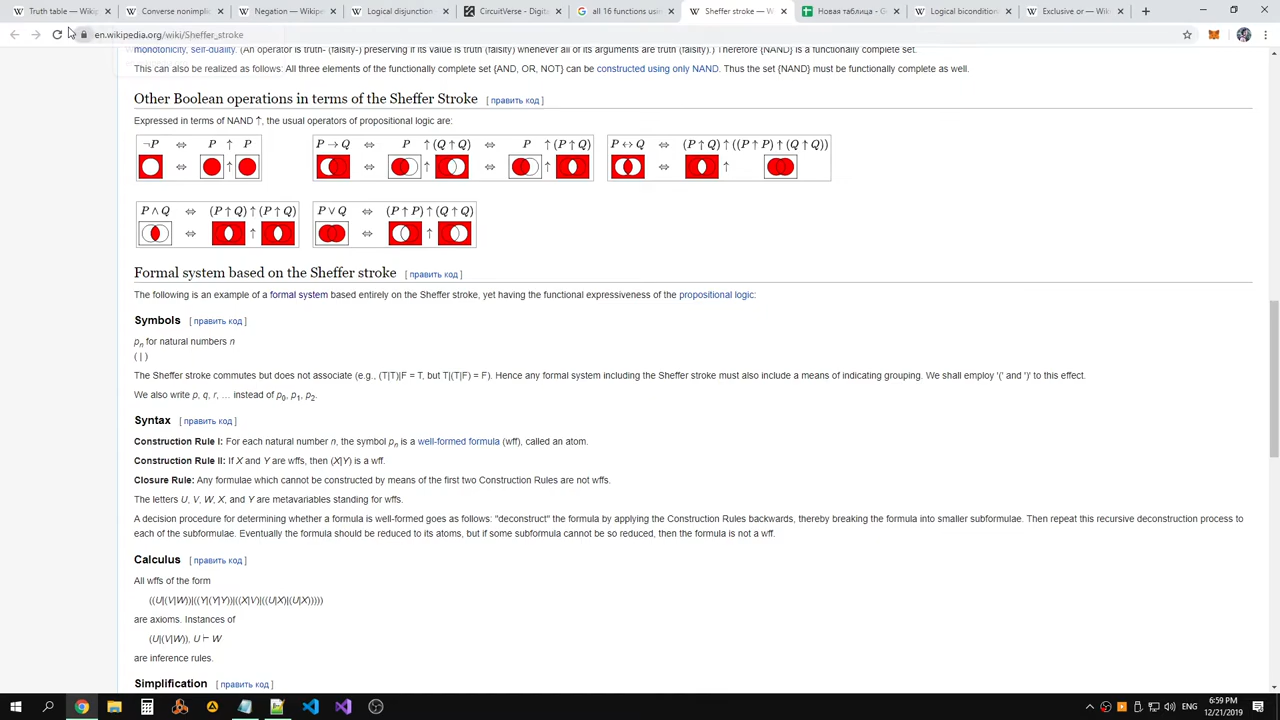 Truth table — Wi
Converse nonimplic
Negation — Wikipe
Logical disjunction
CircuitVerse - Digita
all 16 functions usin
Sheffer stroke — W
Новая таблица - G
Logical biconditiona
Exclusive or — Wiki
en.wikipedia.org/wiki/Sheffer_stroke
monotonicity, self-duality. (An operator is truth- (falsity-) preserving if its value is truth (falsity) whenever all of its arguments are truth (falsity).) Therefore {NAND} is a functionally complete set.
This can also be realized as follows: All three elements of the functionally complete set {AND, OR, NOT} can be constructed using only NAND. Thus the set {NAND} must be functionally complete as well.
Other Boolean operations in terms of the Sheffer Stroke [ править код ]
Expressed in terms of NAND ↑, the usual operators of propositional logic are:
¬P ⇔ P ↑ P
⇔ ↑
P → Q ⇔ P ↑ (Q ↑ Q) ⇔ P ↑ (P ↑ Q)
⇔ ↑ ⇔ ↑
P ↔ Q ⇔ (P ↑ Q) ↑ ((P ↑ P) ↑ (Q ↑ Q))
⇔ ↑
P ∧ Q ⇔ (P ↑ Q) ↑ (P ↑ Q)
⇔ ↑
P ∨ Q ⇔ (P ↑ P) ↑ (Q ↑ Q)
⇔ ↑
Formal system based on the Sheffer stroke [ править код ]
The following is an example of a formal system based entirely on the Sheffer stroke, yet having the functional expressiveness of the propositional logic:
Symbols [ править код ]
pn for natural numbers n
( | )
The Sheffer stroke commutes but does not associate (e.g., (T|T)|F = T, but T|(T|F) = F). Hence any formal system including the Sheffer stroke must also include a means of indicating grouping. We shall employ '(' and ')' to this effect.
We also write p, q, r, … instead of p0, p1, p2.
Syntax [ править код ]
Construction Rule I: For each natural number n, the symbol pn is a well-formed formula (wff), called an atom.
Construction Rule II: If X and Y are wffs, then (X|Y) is a wff.
Closure Rule: Any formulae which cannot be constructed by means of the first two Construction Rules are not wffs.
The letters U, V, W, X, and Y are metavariables standing for wffs.
A decision procedure for determining whether a formula is well-formed goes as follows: "deconstruct" the formula by applying the Construction Rules backwards, thereby breaking the formula into smaller subformulae. Then repeat this recursive deconstruction process to
each of the subformulae. Eventually the formula should be reduced to its atoms, but if some subformula cannot be so reduced, then the formula is not a wff.
Calculus [ править код ]
All wffs of the form
((U|(V|W))|((Y|(Y|Y))|((X|V)|((U|X)|(U|X)))))
are axioms. Instances of
(U|(V|W)), U ⊢ W
are inference rules.
Simplification [ править код ]
ENG
6:59 PM
12/21/2019